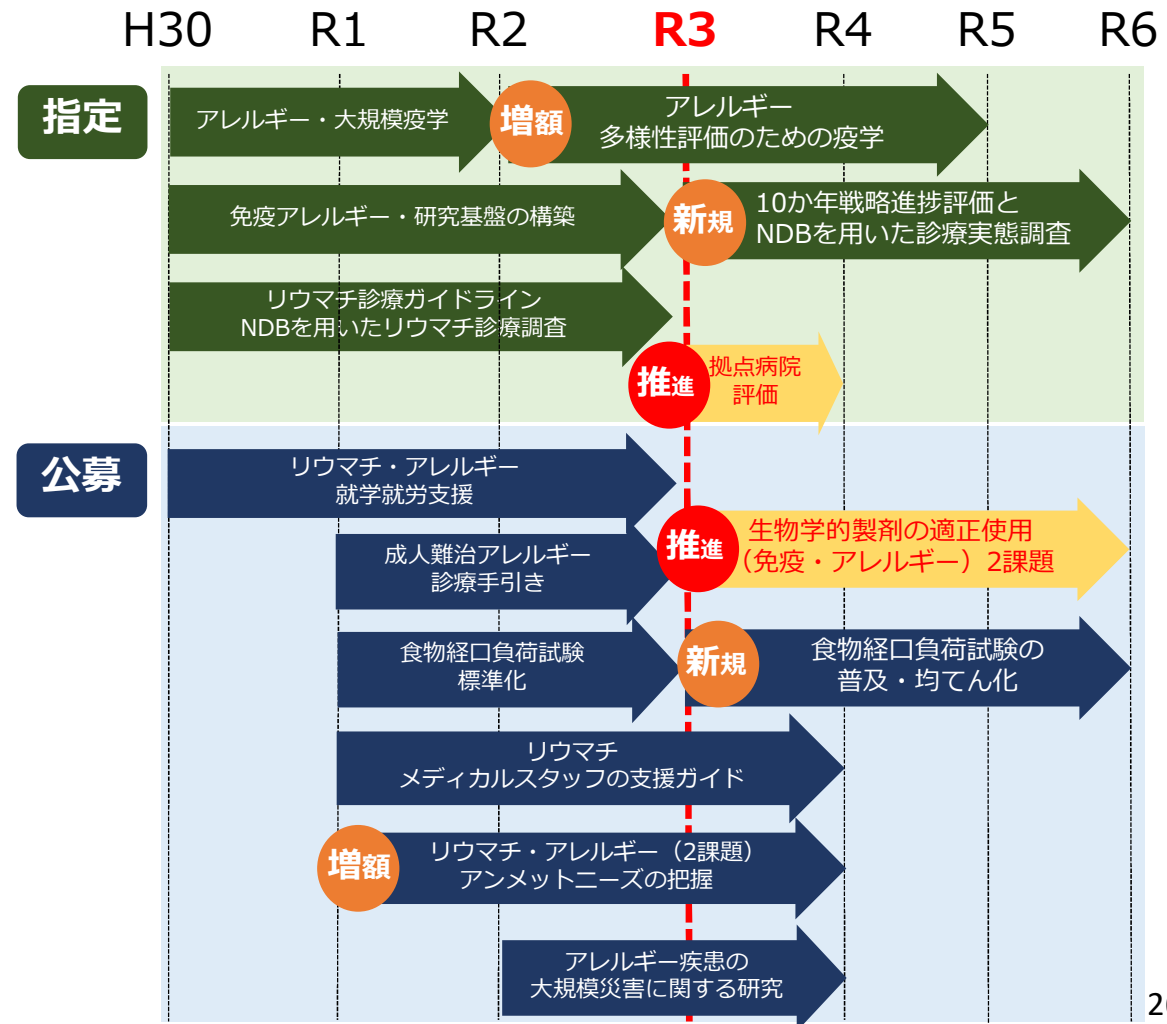 H30 R1 R2 R3 R4 R5 R6
指定
アレルギー・大規模疫学
増額
アレルギー
多様性評価のための疫学
免疫アレルギー・研究基盤の構築
新規
10か年戦略進捗評価と
NDBを用いた診療実態調査
リウマチ診療ガイドライン
NDBを用いたリウマチ診療調査
推進
拠点病院
評価
公募
リウマチ・アレルギー
就学就労支援
成人難治アレルギー
診療手引き
推進
生物学的製剤の適正使用
（免疫・アレルギー）2課題
食物経口負荷試験
標準化
新規
食物経口負荷試験の
普及・均てん化
リウマチ
メディカルスタッフの支援ガイド
増額
リウマチ・アレルギー（2課題）
アンメットニーズの把握
アレルギー疾患の
大規模災害に関する研究